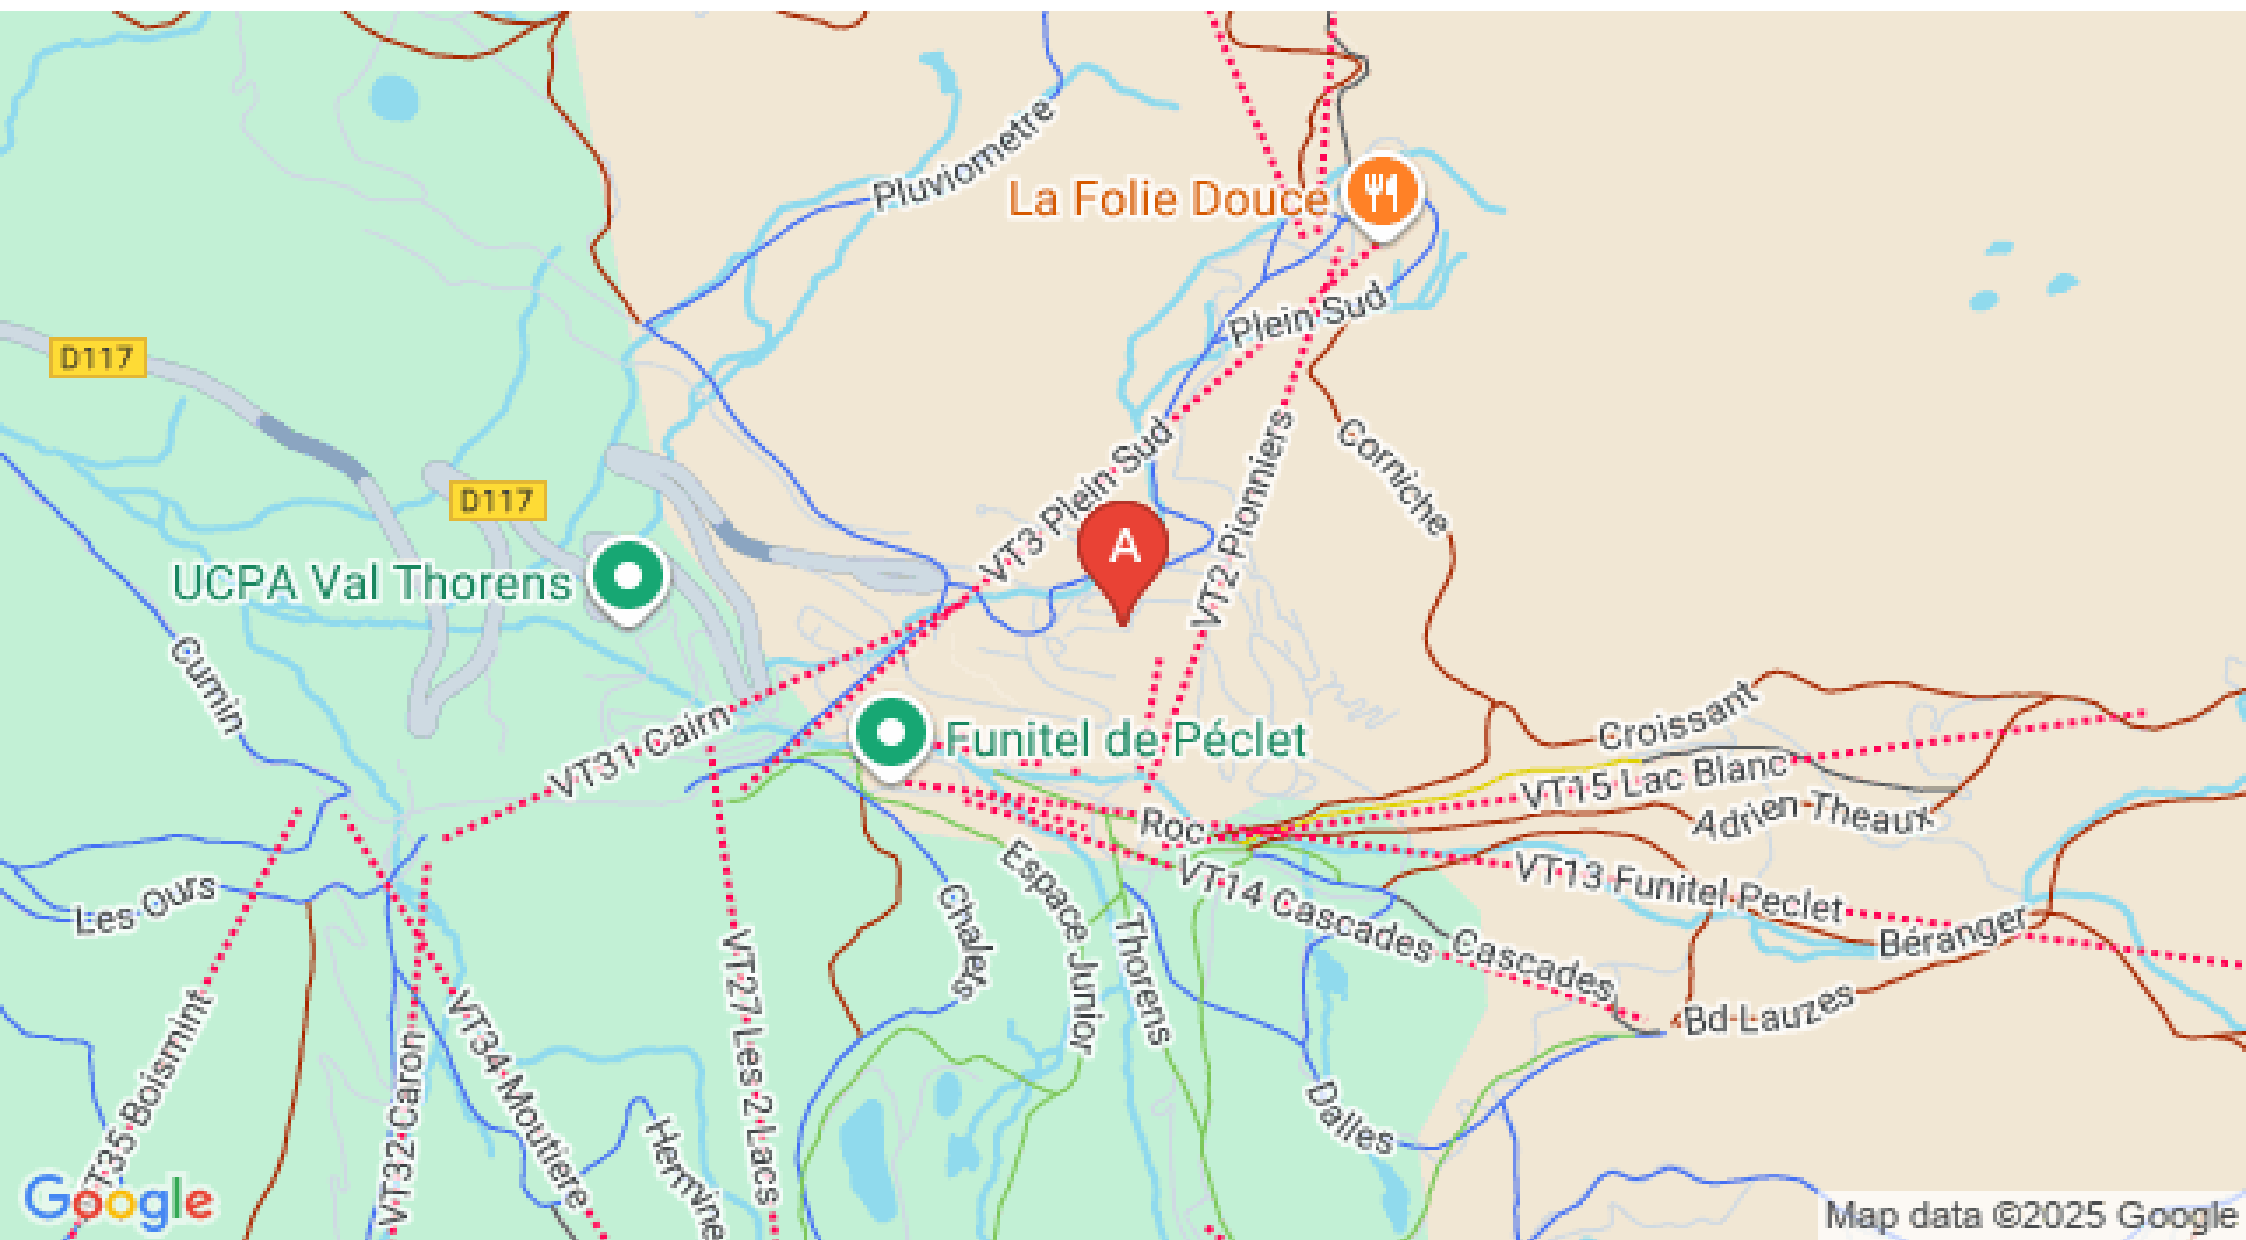 Pluviometre
La Folie Douce
Plein Sud
D117
Corniche
VT3 Plein Sud
VT2 Pionniers
D117
A
UCPA Val Thorens
Cumin
VT31 Cairn
Funitel de Péclet
Croissant
VT15 Lac Blanc
Adrien Theaux
Roc
VT13 Funitel Peclet
VT14 Cascades
Les Ours
Chalets
Espace Junior
Thorens
Cascades
Béranger
Bd Lauzes
VT27 Les 2 Lacs
VT34 Moutiere
VT32 Caron
T35 Boismint
Dalles
Hermine
Google
Map data ©2025 Google